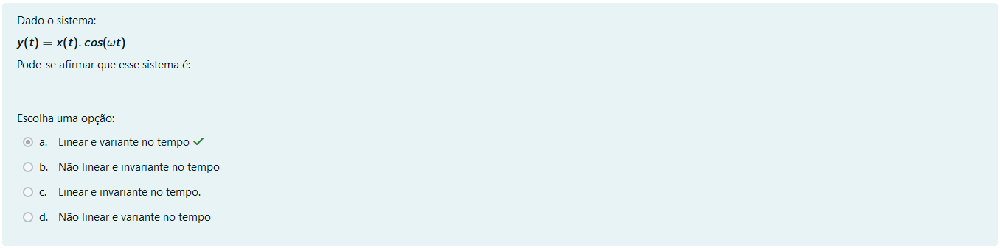 Dado o sistema:
y(t) = x(t). cos(ωt)
Pode-se afirmar que esse sistema é:
Escolha uma opção:
a. Linear e variante no tempo ✓
b. Não linear e invariante no tempo
c. Linear e invariante no tempo.
d. Não linear e variante no tempo